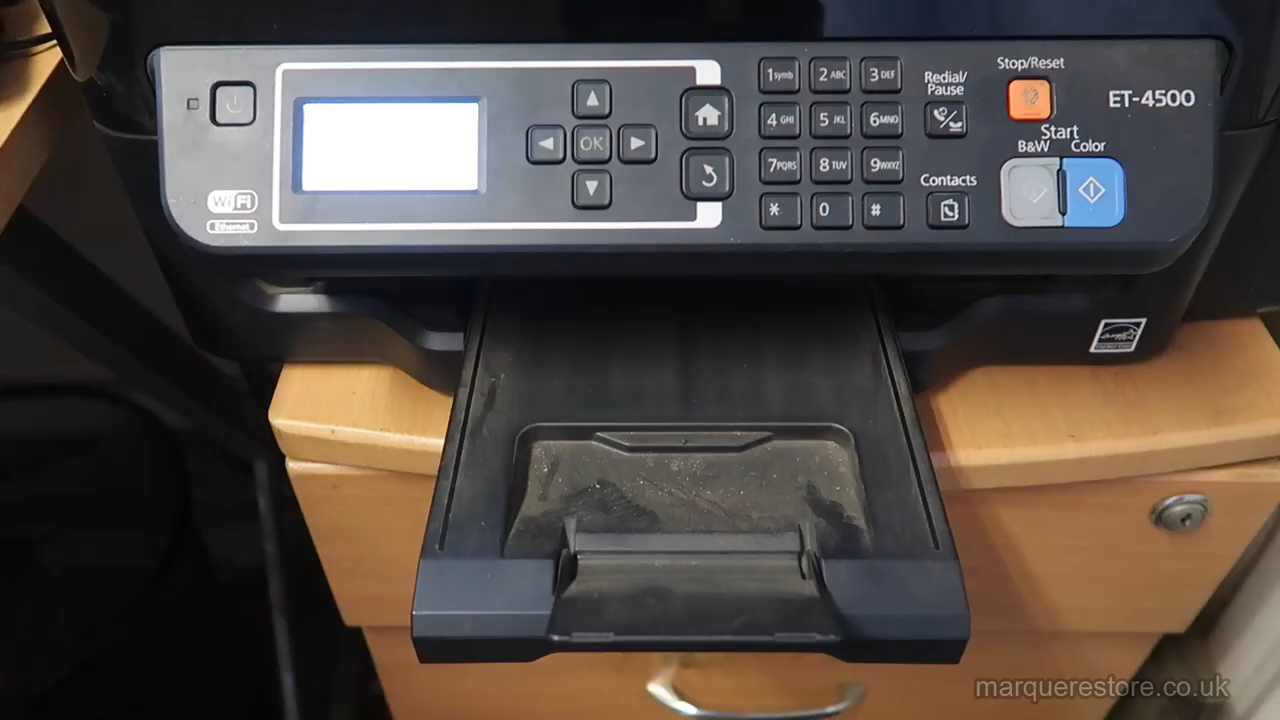 Stop/Reset
ET-4500
1symb 2ABC 3DEF
Redial/
Pause
4GHI 5JKL 6MNO
OK
Start
B&W Color
7PQRS 8TUV 9WXYZ
Contacts
WiFi
Ethernet
* 0 #
marquerestore.co.uk